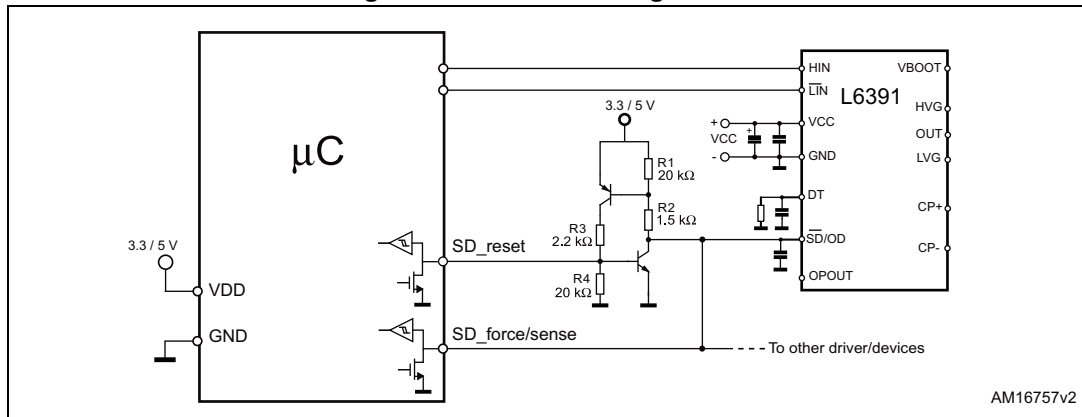 μC
3.3 / 5 V
VDD
GND
SD_reset
SD_force/sense
3.3 / 5 V
R1
20 kΩ
R2
1.5 kΩ
R3
2.2 kΩ
R4
20 kΩ
+
VCC
-
+
L6391
HIN
LIN
VCC
GND
DT
SD/OD
OPOUT
VBOOT
HVG
OUT
LVG
CP+
CP-
To other driver/devices
AM16757v2